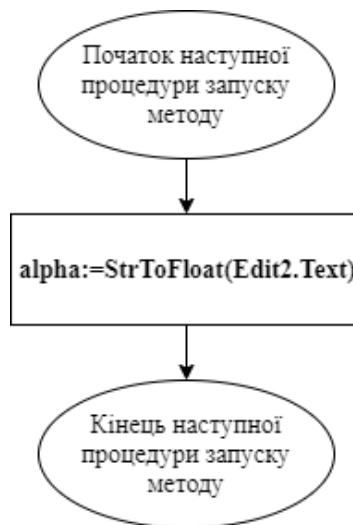 Початок наступної
процедури запуску
методу
alpha:=StrToFloat(Edit2.Text)
Кінець наступної
процедури запуску
методу